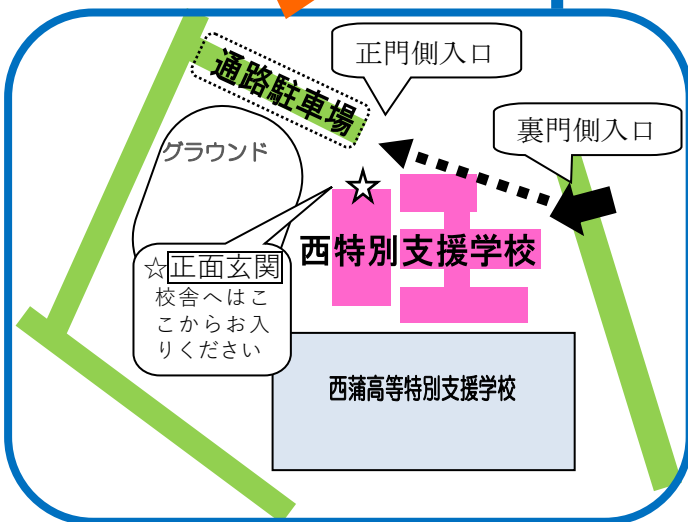 正門側入口
通路駐車場
裏門側入口
グラウンド
西特別支援学校
☆正面玄関
校舎へはこ
こからお入
りください
西蒲高等特別支援学校